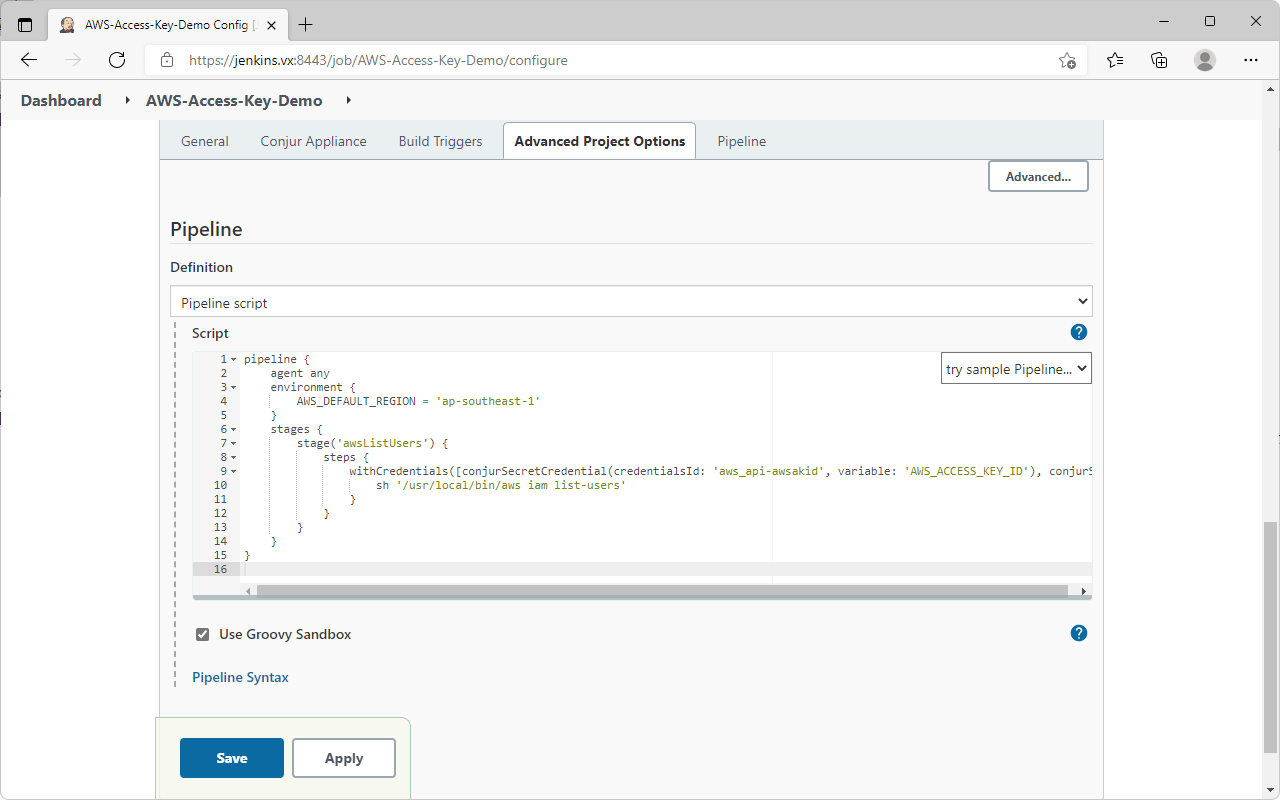 AWS-Access-Key-Demo Config [
https://jenkins.vx:8443/job/AWS-Access-Key-Demo/configure
Dashboard AWS-Access-Key-Demo
General Conjur Appliance Build Triggers Advanced Project Options Pipeline
Advanced...
Pipeline
Definition
Pipeline script
Script ?
try sample Pipeline...
1 pipeline {
2 agent any
3 environment {
4 AWS_DEFAULT_REGION = 'ap-southeast-1'
5 }
6 stages {
7 stage('awsListUsers') {
8 steps {
9 withCredentials([conjurSecretCredential(credentialsId: 'aws_api-awsakid', variable: 'AWS_ACCESS_KEY_ID'), conjurS
10 sh '/usr/local/bin/aws iam list-users'
11 }
12 }
13 }
14 }
15 }
16
Use Groovy Sandbox ?
Pipeline Syntax
Save Apply